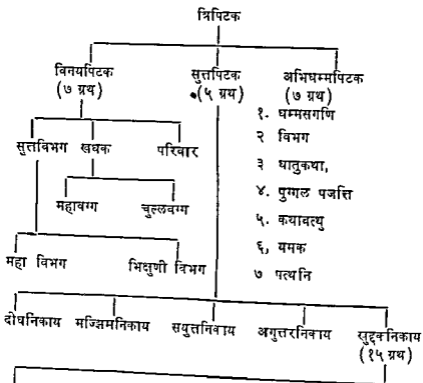 त्रिपिटक
विनयपिटक सुत्तपिटक अभिधम्मपिटक
(७ ग्रथ) (५ ग्रथ) (७ ग्रथ)
१. धम्मसगणि
सुत्तविभग खधक परिवार २ विभग
३ धातुकथा,
महावग्ग चुल्लवग्ग ४. पुग्गल पजत्ति
५. कथावत्थु
६, यमक
महा विभग भिक्षुणी विभग ७ पत्थनि
दोघनिकाय मज्झिमनिकाय सयुत्तनिकाय अगुत्तरनिकाय खुद्दकनिकाय
(१५ ग्रथ)